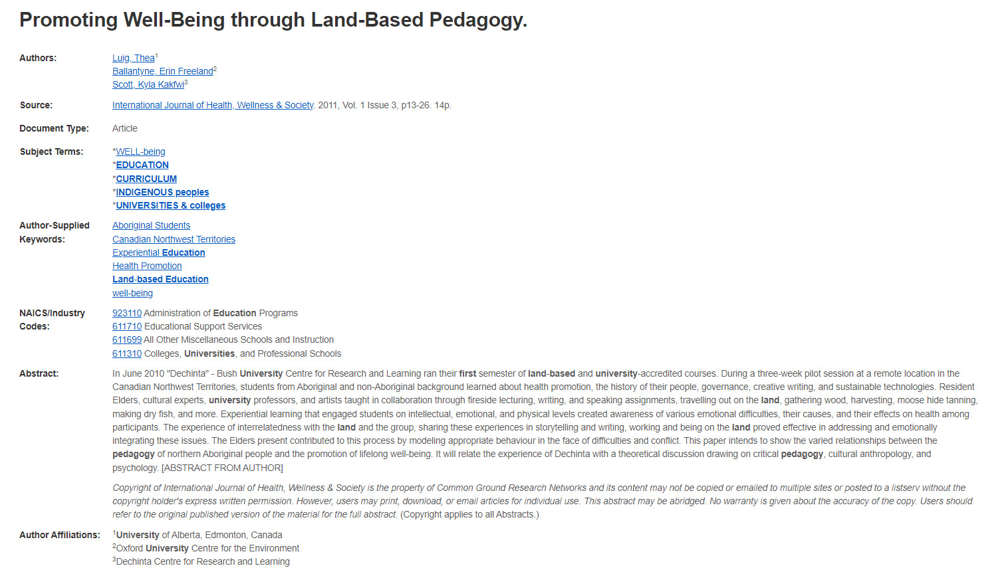 Promoting Well-Being through Land-Based Pedagogy.
Authors: Luig, Thea1
Ballantyne, Erin Freeland2
Scott, Kyla Kakfwi3
Source: International Journal of Health, Wellness & Society. 2011, Vol. 1 Issue 3, p13-26. 14p.
Document Type: Article
Subject Terms: *WELL-being
*EDUCATION
*CURRICULUM
*INDIGENOUS peoples
*UNIVERSITIES & colleges
Author-Supplied Keywords: Aboriginal Students
Canadian Northwest Territories
Experiential Education
Health Promotion
Land-based Education
well-being
NAICS/Industry Codes: 923110 Administration of Education Programs
611710 Educational Support Services
611699 All Other Miscellaneous Schools and Instruction
611310 Colleges, Universities, and Professional Schools
Abstract: In June 2010 "Dechinta" - Bush University Centre for Research and Learning ran their first semester of land-based and university-accredited courses. During a three-week pilot session at a remote location in the
Canadian Northwest Territories, students from Aboriginal and non-Aboriginal background learned about health promotion, the history of their people, governance, creative writing, and sustainable technologies. Resident
Elders, cultural experts, university professors, and artists taught in collaboration through fireside lecturing, writing, and speaking assignments, travelling out on the land, gathering wood, harvesting, moose hide tanning,
making dry fish, and more. Experiential learning that engaged students on intellectual, emotional, and physical levels created awareness of various emotional difficulties, their causes, and their effects on health among
participants. The experience of interrelatedness with the land and the group, sharing these experiences in storytelling and writing, working and being on the land proved effective in addressing and emotionally
integrating these issues. The Elders present contributed to this process by modeling appropriate behaviour in the face of difficulties and conflict. This paper intends to show the varied relationships between the
pedagogy of northern Aboriginal people and the promotion of lifelong well-being. It will relate the experience of Dechinta with a theoretical discussion drawing on critical pedagogy, cultural anthropology, and
psychology. [ABSTRACT FROM AUTHOR]
Copyright of International Journal of Health, Wellness & Society is the property of Common Ground Research Networks and its content may not be copied or emailed to multiple sites or posted to a listserv without the
copyright holder's express written permission. However, users may print, download, or email articles for individual use. This abstract may be abridged. No warranty is given about the accuracy of the copy. Users should
refer to the original published version of the material for the full abstract. (Copyright applies to all Abstracts.)
Author Affiliations: 1University of Alberta, Edmonton, Canada
2Oxford University Centre for the Environment
3Dechinta Centre for Research and Learning